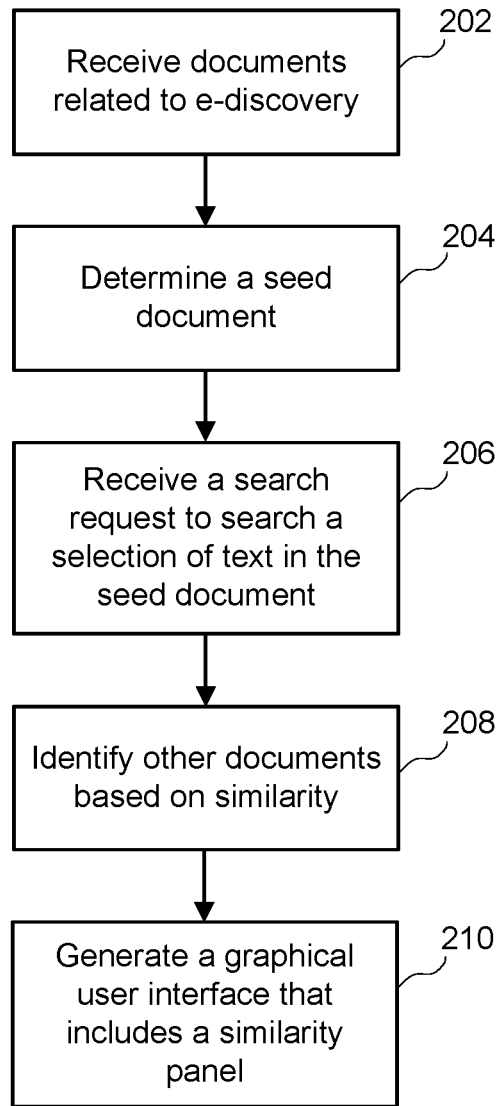 202
Receive documents
related to e-discovery
204
Determine a seed
document
206
Receive a search
request to search a
selection of text in the
seed document
208
Identify other documents
based on similarity
210
Generate a graphical
user interface that
includes a similarity
panel